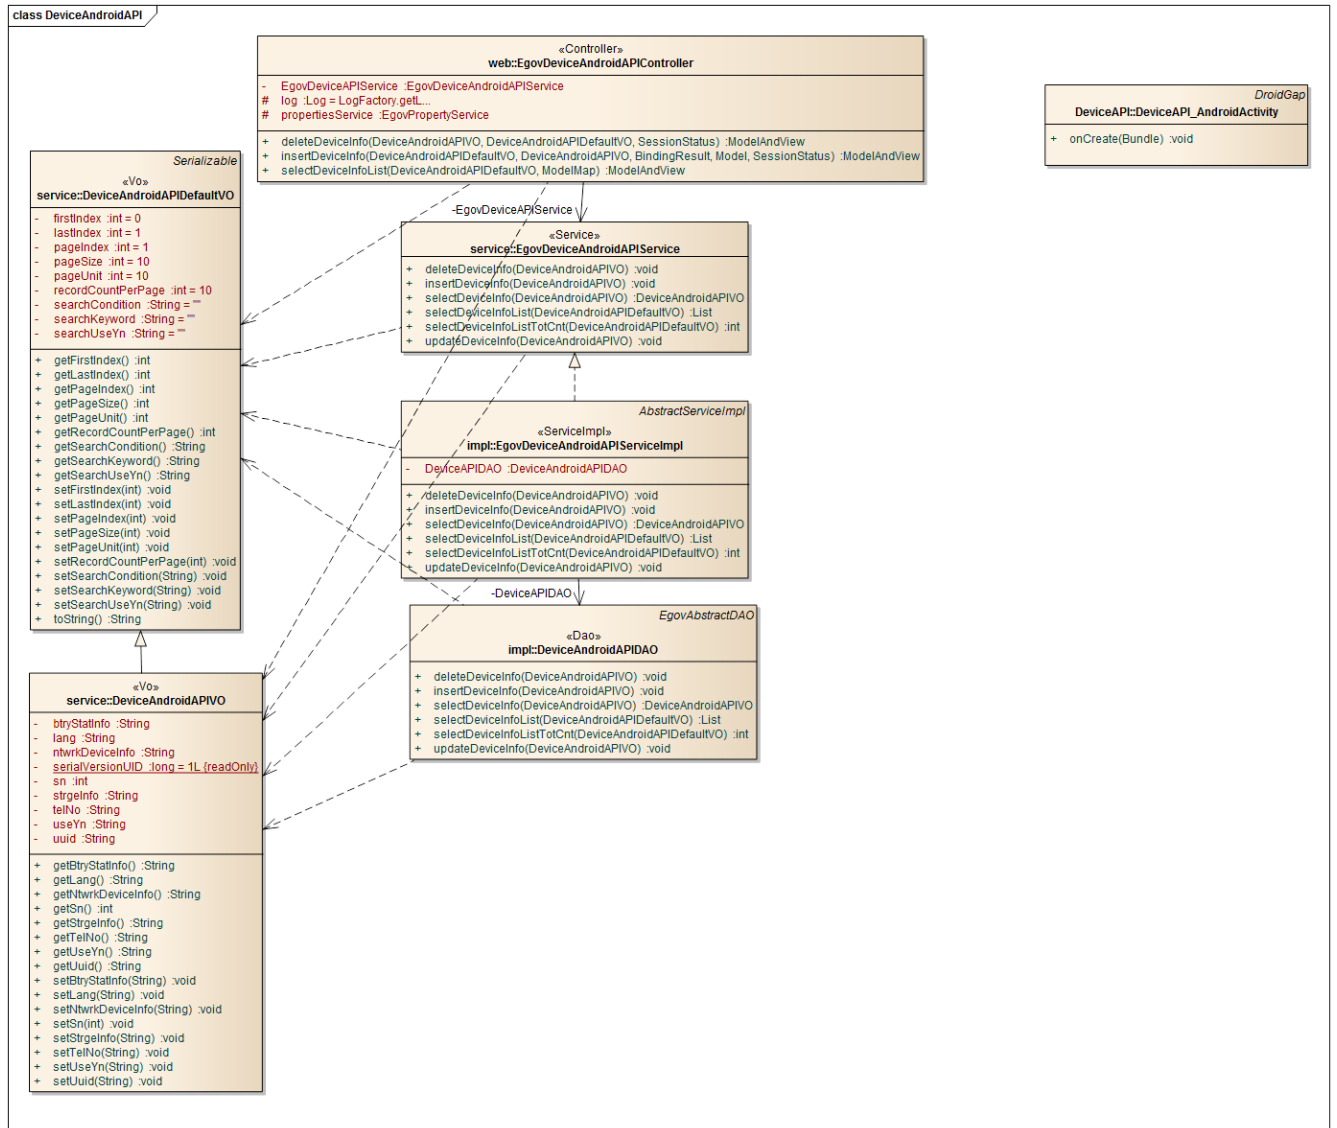 class DeviceAndroidAPI
«Controller»
web::EgovDeviceAndroidAPIController
- EgovDeviceAPIService :EgovDeviceAndroidAPIService
# log :Log = LogFactory.getL...
# propertiesService :EgovPropertyService
+ deleteDeviceInfo(DeviceAndroidAPIVO, DeviceAndroidAPIDefaultVO, SessionStatus) :ModelAndView
+ insertDeviceInfo(DeviceAndroidAPIDefaultVO, DeviceAndroidAPIVO, BindingResult, Model, SessionStatus) :ModelAndView
+ selectDeviceInfoList(DeviceAndroidAPIDefaultVO, ModelMap) :ModelAndView
DroidGap
DeviceAPI::DeviceAPI_AndroidActivity
+ onCreate(Bundle) :void
Serializable
«Vo»
service::DeviceAndroidAPIDefaultVO
- firstIndex :int = 0
- lastIndex :int = 1
- pageIndex :int = 1
- pageSize :int = 10
- pageUnit :int = 10
- recordCountPerPage :int = 10
- searchCondition :String = ""
- searchKeyword :String = ""
- searchUseYn :String = ""
+ getFirstIndex() :int
+ getLastIndex() :int
+ getPageIndex() :int
+ getPageSize() :int
+ getPageUnit() :int
+ getRecordCountPerPage() :int
+ getSearchCondition() :String
+ getSearchKeyword() :String
+ getSearchUseYn() :String
+ setFirstIndex(int) :void
+ setLastIndex(int) :void
+ setPageIndex(int) :void
+ setPageSize(int) :void
+ setPageUnit(int) :void
+ setRecordCountPerPage(int) :void
+ setSearchCondition(String) :void
+ setSearchKeyword(String) :void
+ setSearchUseYn(String) :void
+ toString() :String
-EgovDeviceAPIService
«Service»
service::EgovDeviceAndroidAPIService
+ deleteDeviceInfo(DeviceAndroidAPIVO) :void
+ insertDeviceInfo(DeviceAndroidAPIVO) :void
+ selectDeviceInfo(DeviceAndroidAPIVO) :DeviceAndroidAPIVO
+ selectDeviceInfoList(DeviceAndroidAPIDefaultVO) :List
+ selectDeviceInfoListTotCnt(DeviceAndroidAPIDefaultVO) :int
+ updateDeviceInfo(DeviceAndroidAPIVO) :void
AbstractServiceImpl
«ServiceImpl»
impl::EgovDeviceAndroidAPIServiceImpl
- DeviceAPIDAO :DeviceAndroidAPIDAO
+ deleteDeviceInfo(DeviceAndroidAPIVO) :void
+ insertDeviceInfo(DeviceAndroidAPIVO) :void
+ selectDeviceInfo(DeviceAndroidAPIVO) :DeviceAndroidAPIVO
+ selectDeviceInfoList(DeviceAndroidAPIDefaultVO) :List
+ selectDeviceInfoListTotCnt(DeviceAndroidAPIDefaultVO) :int
+ updateDeviceInfo(DeviceAndroidAPIVO) :void
-DeviceAPIDAO
EgovAbstractDAO
«Dao»
impl::DeviceAndroidAPIDAO
+ deleteDeviceInfo(DeviceAndroidAPIVO) :void
+ insertDeviceInfo(DeviceAndroidAPIVO) :void
+ selectDeviceInfo(DeviceAndroidAPIVO) :DeviceAndroidAPIVO
+ selectDeviceInfoList(DeviceAndroidAPIDefaultVO) :List
+ selectDeviceInfoListTotCnt(DeviceAndroidAPIDefaultVO) :int
+ updateDeviceInfo(DeviceAndroidAPIVO) :void
«Vo»
service::DeviceAndroidAPIVO
- btryStatInfo :String
- lang :String
- ntwrkDeviceInfo :String
- serialVersionUID :long = 1L {readOnly}
- sn :int
- strgeInfo :String
- telNo :String
- useYn :String
- uuid :String
+ getBtryStatInfo() :String
+ getLang() :String
+ getNtwrkDeviceInfo() :String
+ getSn() :int
+ getStrgeInfo() :String
+ getTelNo() :String
+ getUseYn() :String
+ getUuid() :String
+ setBtryStatInfo(String) :void
+ setLang(String) :void
+ setNtwrkDeviceInfo(String) :void
+ setSn(int) :void
+ setStrgeInfo(String) :void
+ setTelNo(String) :void
+ setUseYn(String) :void
+ setUuid(String) :void